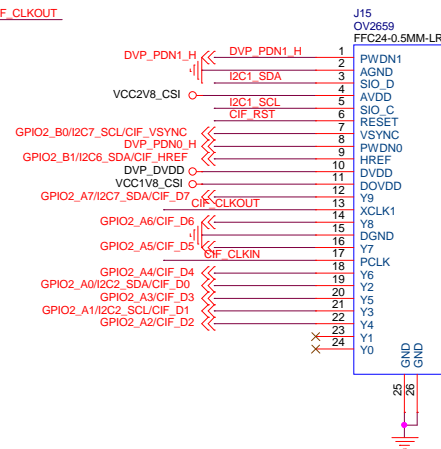 F_CLKOUT
J15
OV2659
FFC24-0.5MM-LR
DVP_PDN1_H DVP_PDN1_H 1 PWDN1
2 AGND
I2C1_SDA 3 SIO_D
VCC2V8_CSI 4 AVDD
I2C1_SCL 5 SIO_C
CIF_RST 6 RESET
GPIO2_B0/I2C7_SCL/CIF_VSYNC 7 VSYNC
DVP_PDN0_H 8 PWDN0
GPIO2_B1/I2C6_SDA/CIF_HREF 9 HREF
DVP_DVDD 10 DVDD
VCC1V8_CSI 11 DOVDD
GPIO2_A7/I2C7_SDA/CIF_D7 12 Y9
CIF_CLKOUT 13 XCLK1
GPIO2_A6/CIF_D6 14 Y8
15 DGND
GPIO2_A5/CIF_D5 16 Y7
CIF_CLKIN 17 PCLK
GPIO2_A4/CIF_D4 18 Y6
GPIO2_A0/I2C2_SDA/CIF_D0 19 Y2
GPIO2_A3/CIF_D3 20 Y5
GPIO2_A1/I2C2_SCL/CIF_D1 21 Y3
GPIO2_A2/CIF_D2 22 Y4
23 Y1
24 Y0
GND GND
25 26